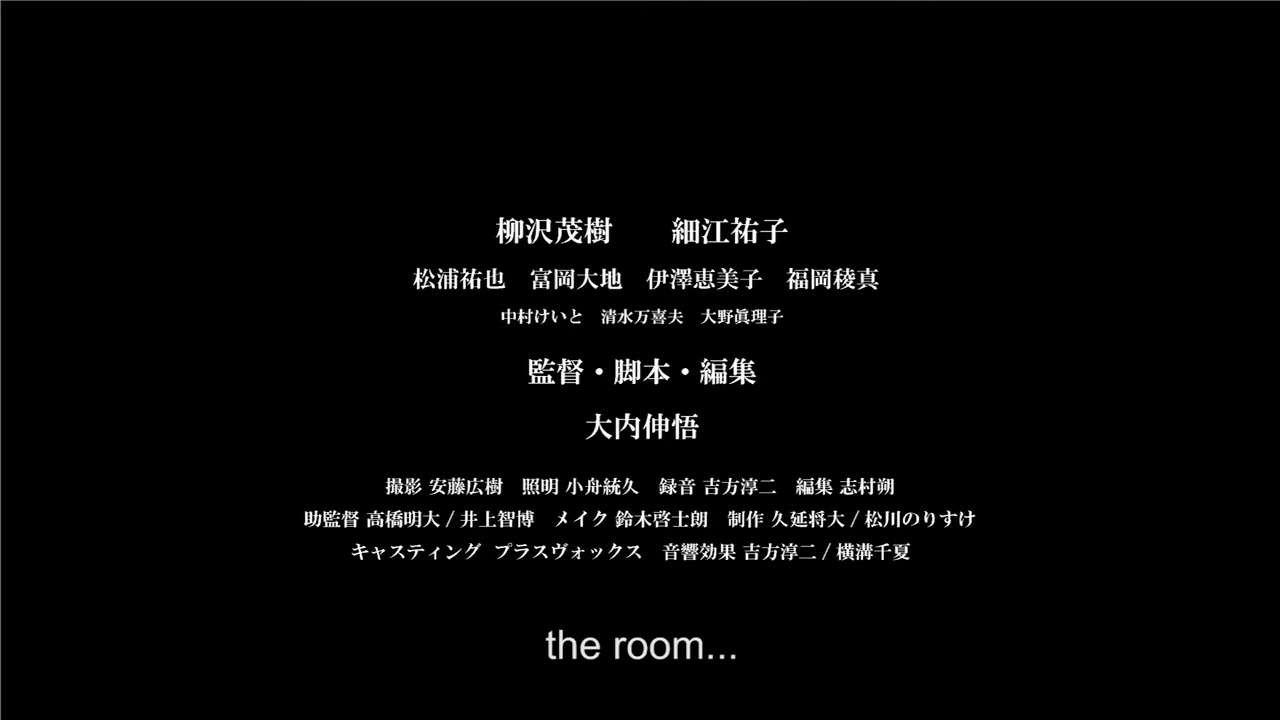 柳沢茂樹　　細江祐子
松浦祐也　富岡大地　伊澤恵美子　福岡稜真
中村けいと　清水万喜夫　大野眞理子
監督・脚本・編集
大内伸悟
撮影 安藤広樹　照明 小舟統久　録音 吉方淳二　編集 志村朔
助監督 高橋明大 / 井上智博　メイク 鈴木啓士朗　制作 久延将大 / 松川のりすけ
キャスティング プラスヴォックス　音響効果 吉方淳二 / 横溝千夏
the room...